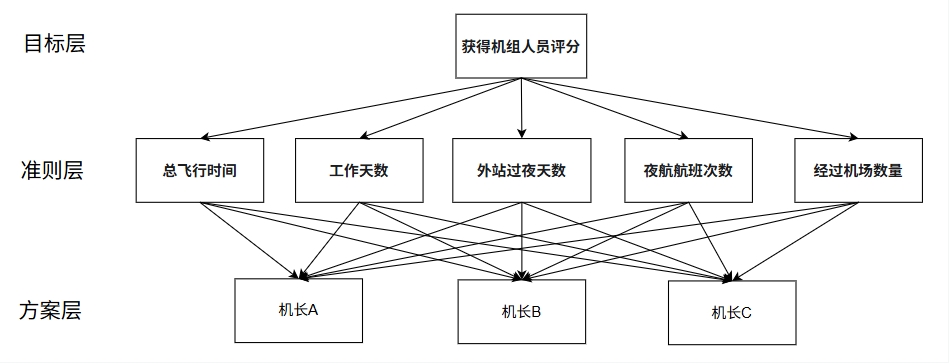 目标层
获得机组人员评分
准则层
总飞行时间
工作天数
外站过夜天数
夜航航班次数
经过机场数量
方案层
机长A
机长B
机长C